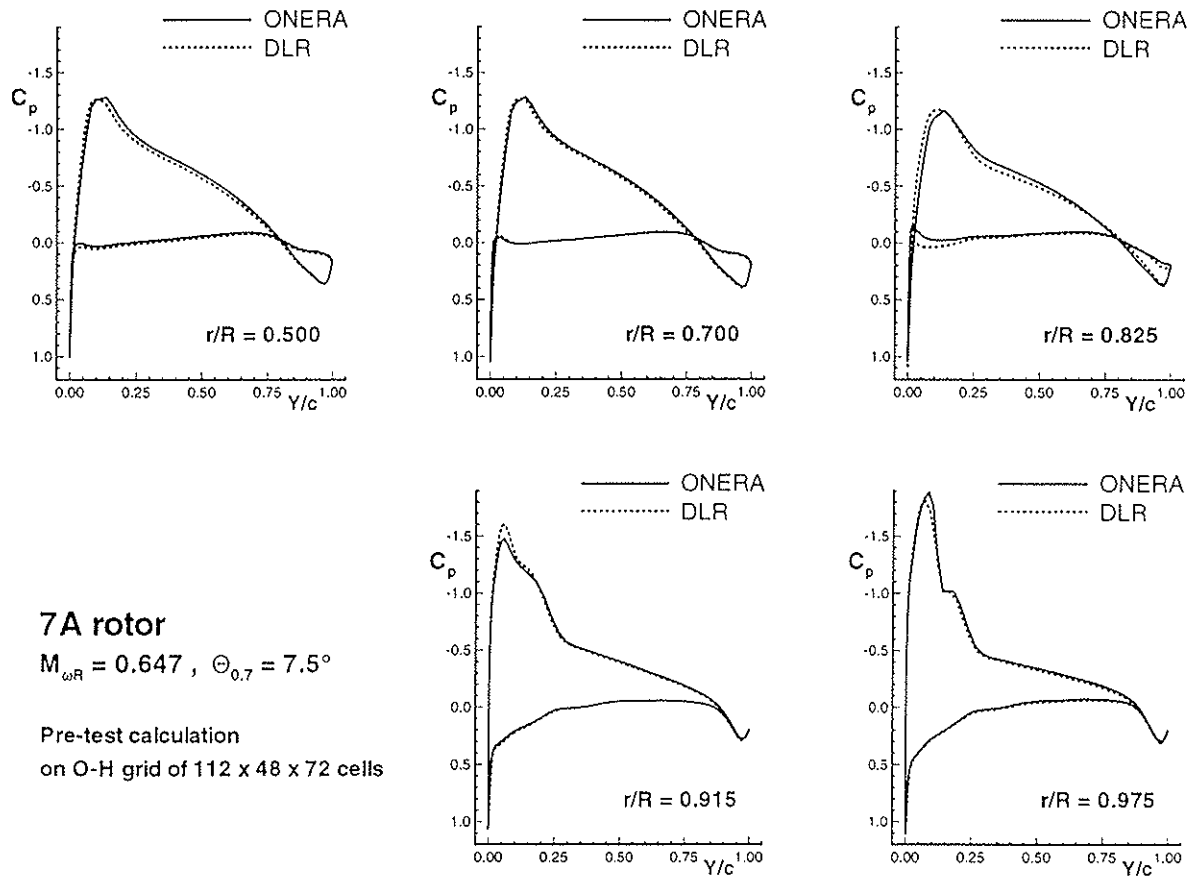 ONERA
DLR
C_p
-1.5
-1.0
-0.5
0.0
0.5
1.0
r/R = 0.500
0.00 0.25 0.50 0.75 1.00
Y/c
ONERA
DLR
C_p
-1.5
-1.0
-0.5
0.0
0.5
1.0
r/R = 0.700
0.00 0.25 0.50 0.75 1.00
Y/c
ONERA
DLR
C_p
-1.5
-1.0
-0.5
0.0
0.5
1.0
r/R = 0.825
0.00 0.25 0.50 0.75 1.00
Y/c
7A rotor
M_ωR = 0.647 , Θ_0.7 = 7.5°
Pre-test calculation
on O-H grid of 112 x 48 x 72 cells
ONERA
DLR
C_p
-1.5
-1.0
-0.5
0.0
0.5
1.0
r/R = 0.915
0.00 0.25 0.50 0.75 1.00
Y/c
ONERA
DLR
C_p
-1.5
-1.0
-0.5
0.0
0.5
1.0
r/R = 0.975
0.00 0.25 0.50 0.75 1.00
Y/c